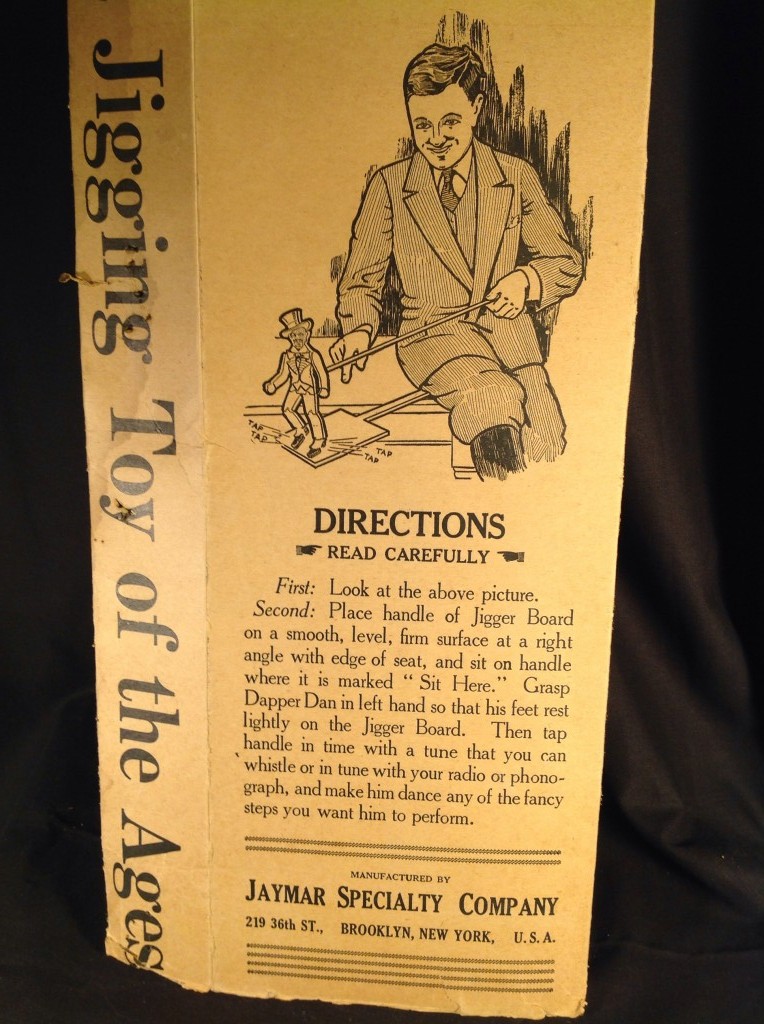 Jigging Toy of the Ages
TAP
TAP
TAP
TAP
DIRECTIONS
READ CAREFULLY
First: Look at the above picture.
Second: Place handle of Jigger Board
on a smooth, level, firm surface at a right
angle with edge of seat, and sit on handle
where it is marked "Sit Here." Grasp
Dapper Dan in left hand so that his feet rest
lightly on the Jigger Board. Then tap
handle in time with a tune that you can
whistle or in tune with your radio or phono-
graph, and make him dance any of the fancy
steps you want him to perform.
MANUFACTURED BY
JAYMAR SPECIALTY COMPANY
219 36th ST., BROOKLYN, NEW YORK, U.S.A.